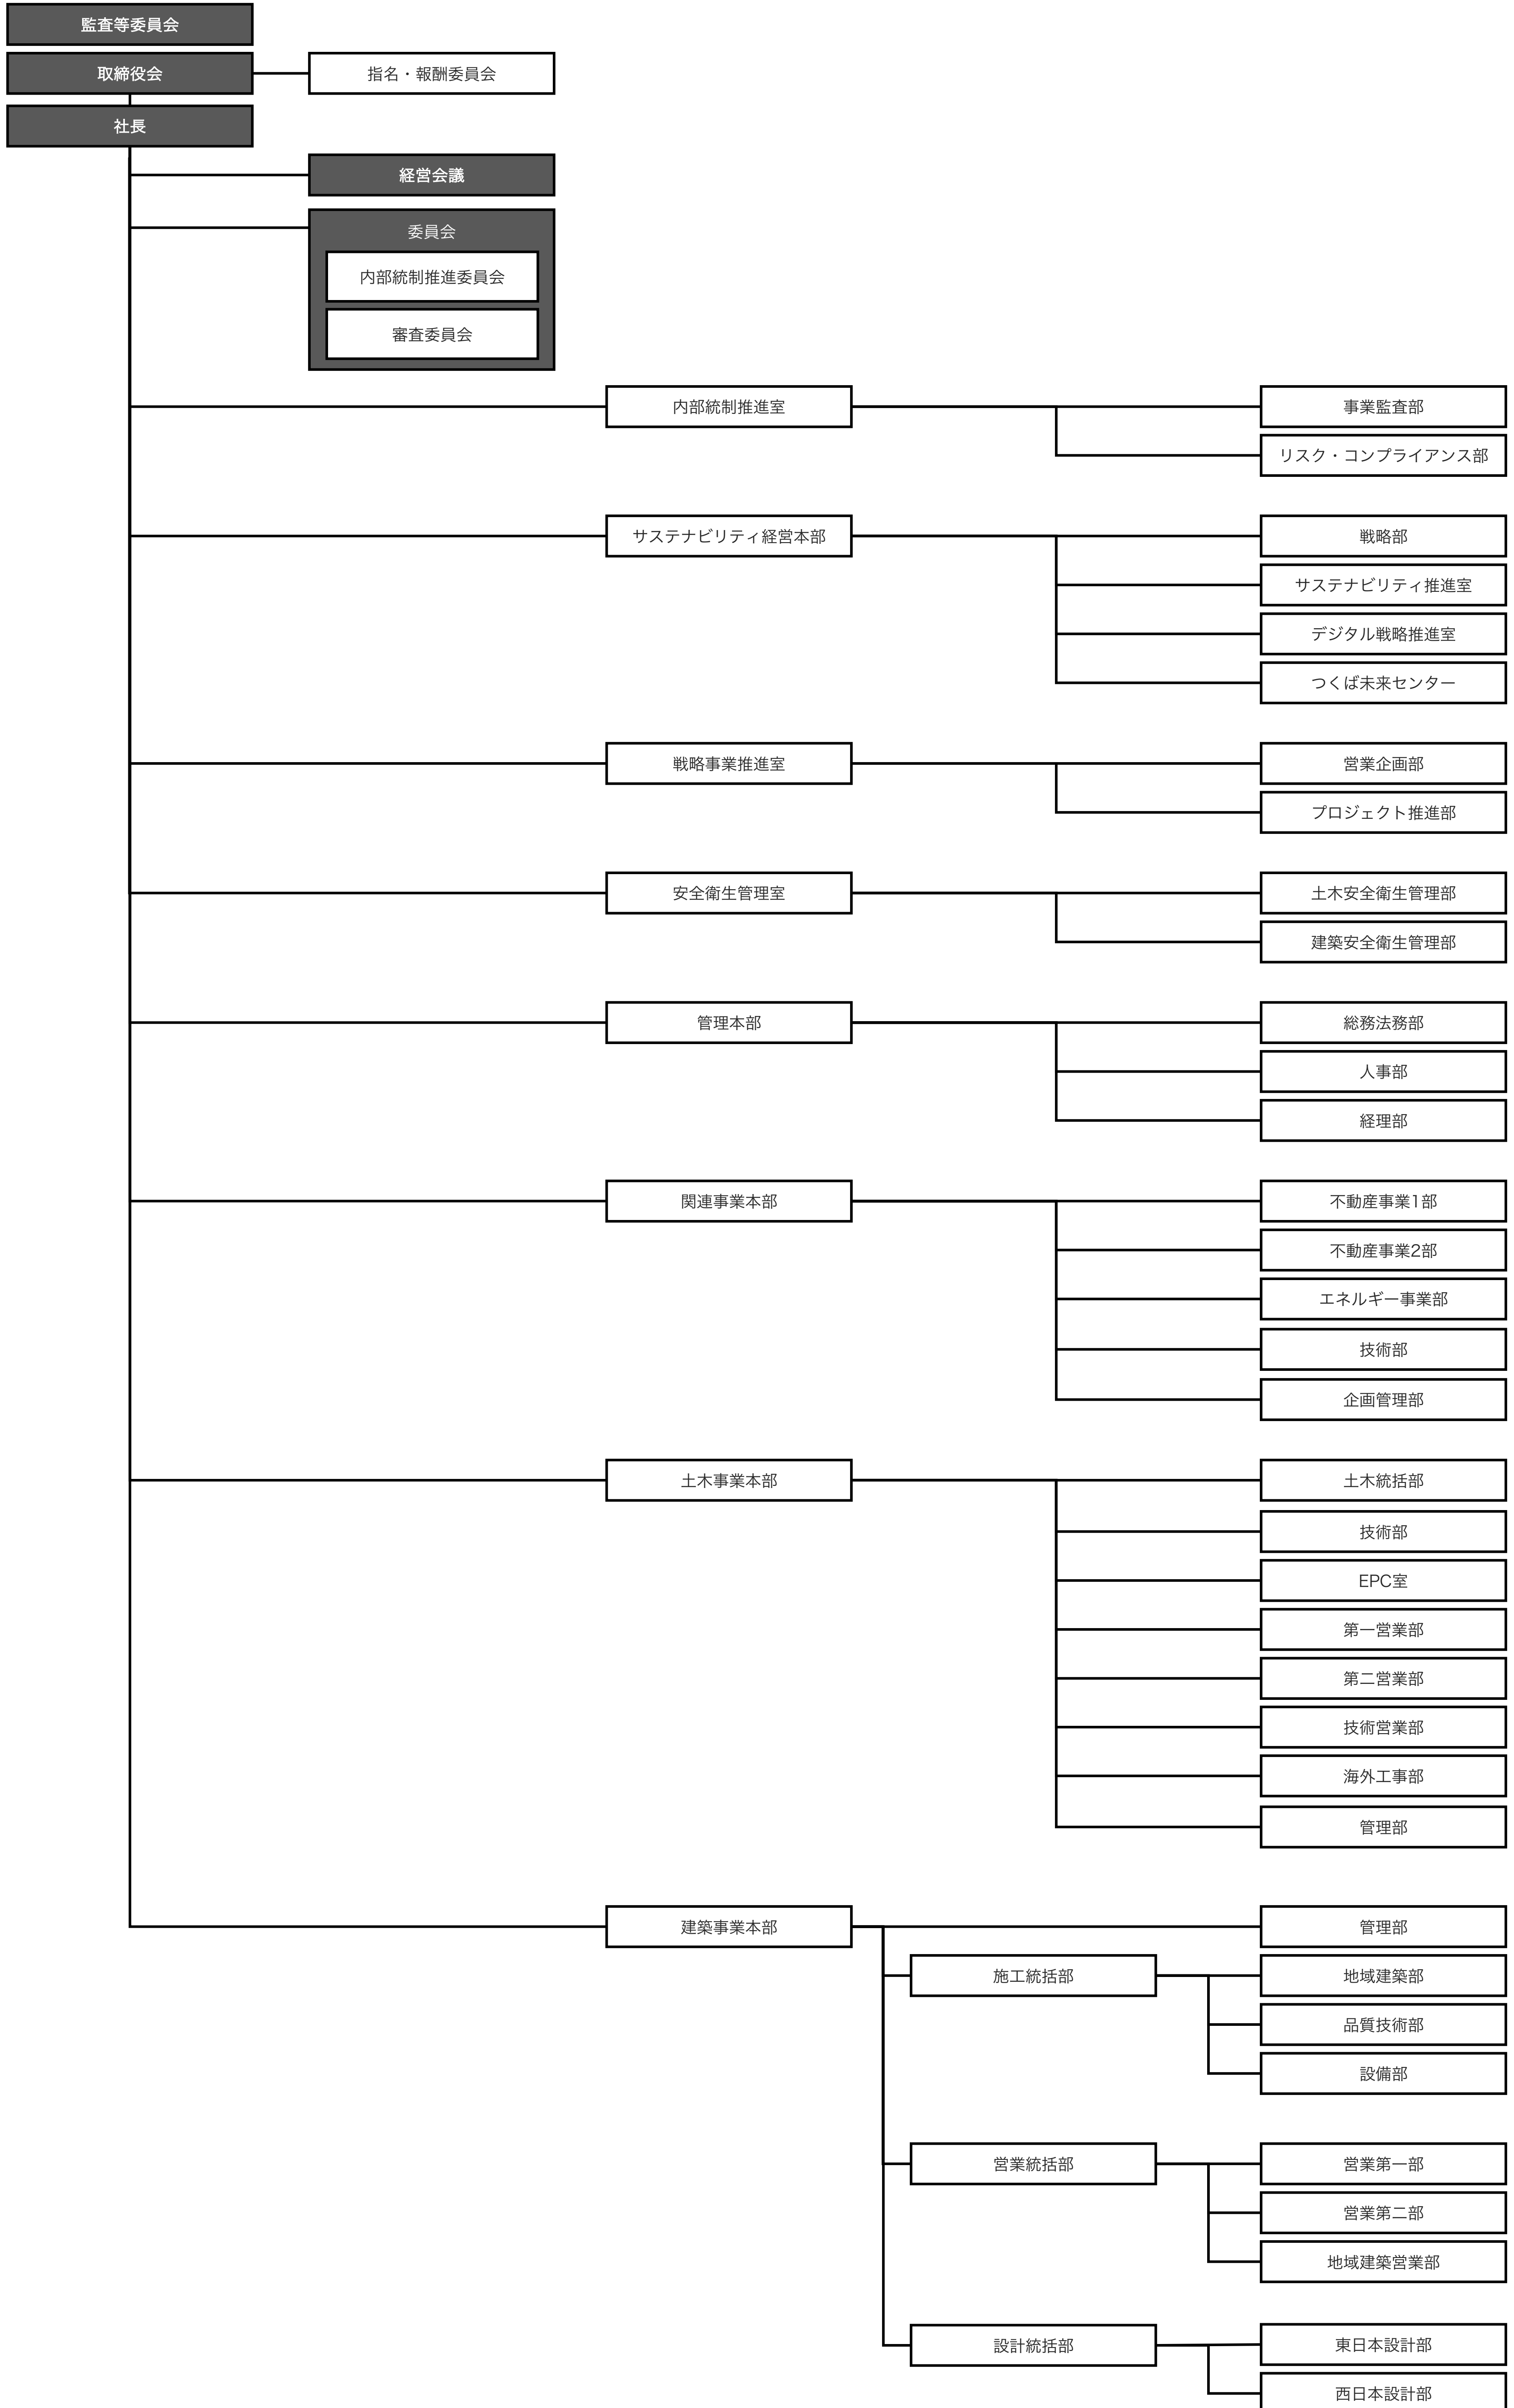 監査等委員会
取締役会
指名・報酬委員会
社長
経営会議
委員会
内部統制推進委員会
審査委員会
内部統制推進室
事業監査部
リスク・コンプライアンス部
サステナビリティ経営本部
戦略部
サステナビリティ推進室
デジタル戦略推進室
つくば未来センター
戦略事業推進室
営業企画部
プロジェクト推進部
安全衛生管理室
土木安全衛生管理部
建築安全衛生管理部
管理本部
総務法務部
人事部
経理部
関連事業本部
不動産事業1部
不動産事業2部
エネルギー事業部
技術部
企画管理部
土木事業本部
土木統括部
技術部
EPC室
第一営業部
第二営業部
技術営業部
海外工事部
管理部
建築事業本部
管理部
施工統括部
地域建築部
品質技術部
設備部
営業統括部
営業第一部
営業第二部
地域建築営業部
設計統括部
東日本設計部
西日本設計部